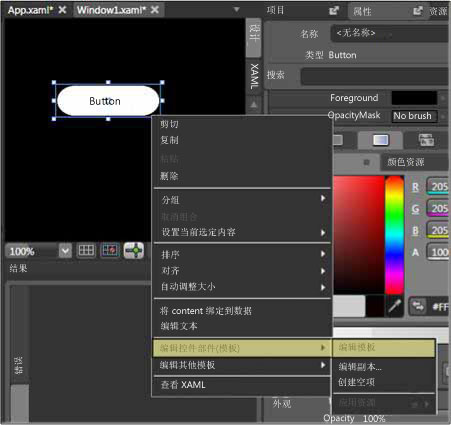 App.xaml* × Window1.xaml* ×
项目 属性 资源
名称 <无名称>
类型 Button
搜索
设计
XAML
Foreground
OpacityMask No brush
Button
剪切
复制
粘贴
删除
分组
取消组合
设置当前选定内容
排序
对齐
自动调整大小
将 content 绑定到数据
编辑文本
编辑控件部件(模板)
编辑其他模板
查看 XAML
编辑模板
编辑副本...
创建空项
应用资源
颜色资源
R 205
G 205
B 205
A 100
#FF
100%
结果
错误
外观
Opacity 100%